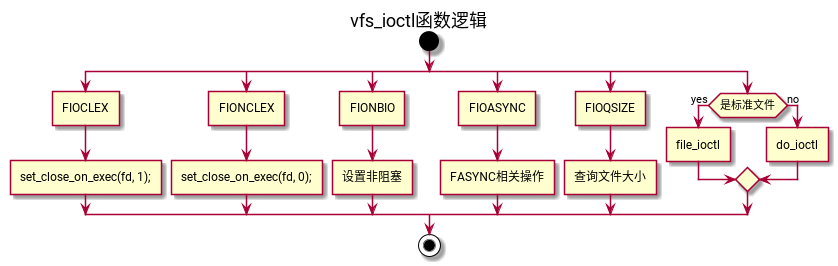 vfs_ioctl函数逻辑
FIOCLEX
FIONCLEX
FIONBIO
FIOASYNC
FIOQSIZE
yes
是标准文件
no
file_ioctl
do_ioctl
set_close_on_exec(fd, 1);
set_close_on_exec(fd, 0);
设置非阻塞
FASYNC相关操作
查询文件大小